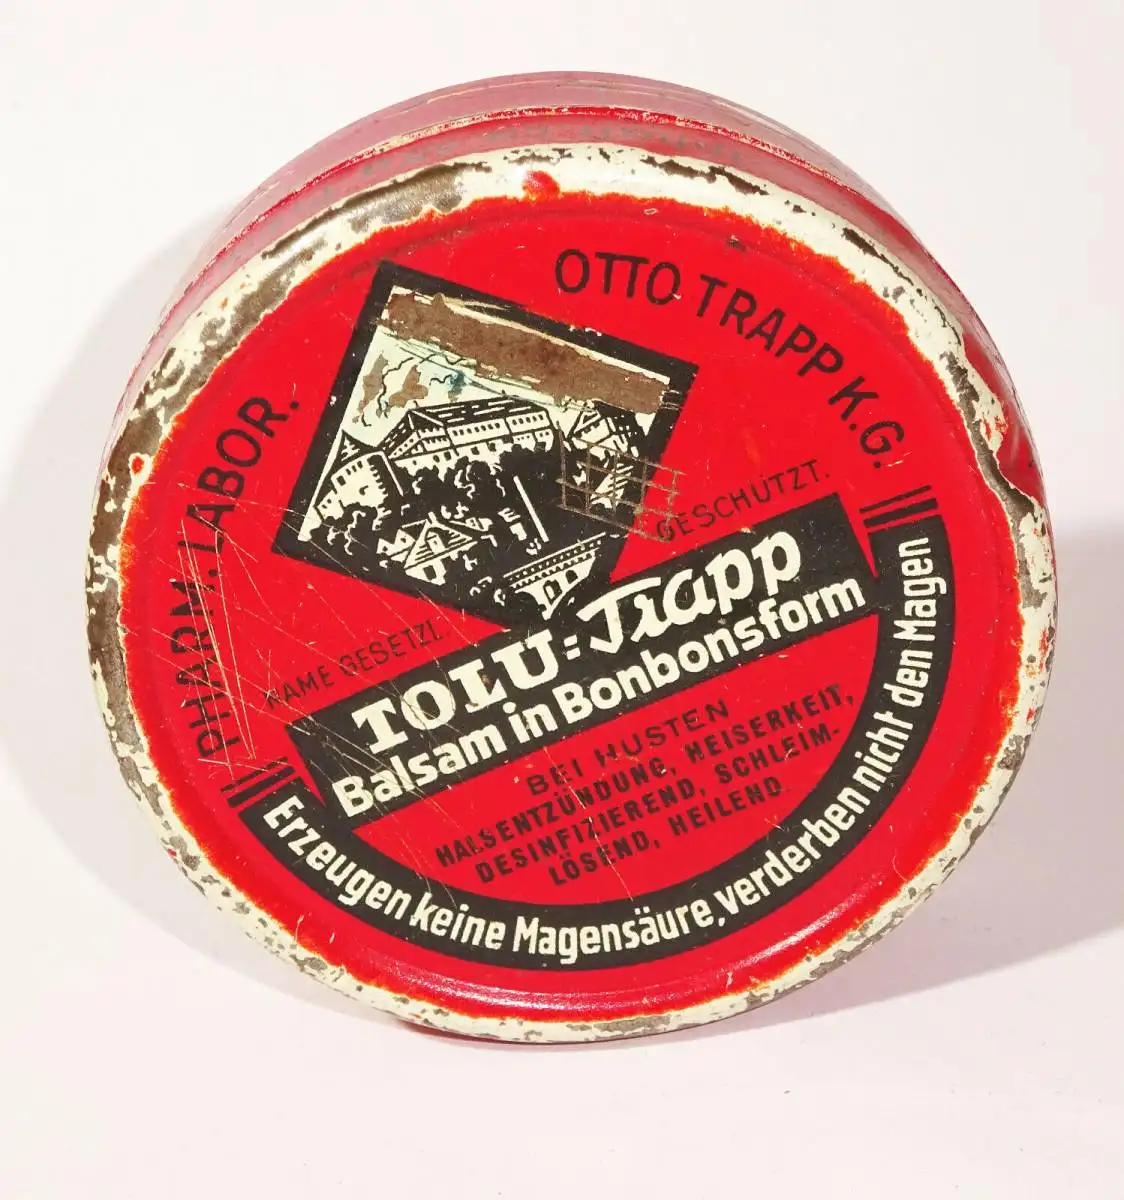 PHARM. LABOR.
OTTO TRAPP K.G.
NAME GESETZL.
GESCHÜTZT.
TOLU=Trapp
Balsam in Bonbonsform
BEI HUSTEN
HALSENTZÜNDUNG, HEISERKEIT,
DESINFIZIEREND, SCHLEIM-
LÖSEND, HEILEND.
Erzeugen keine Magensäure, verderben nicht den Magen